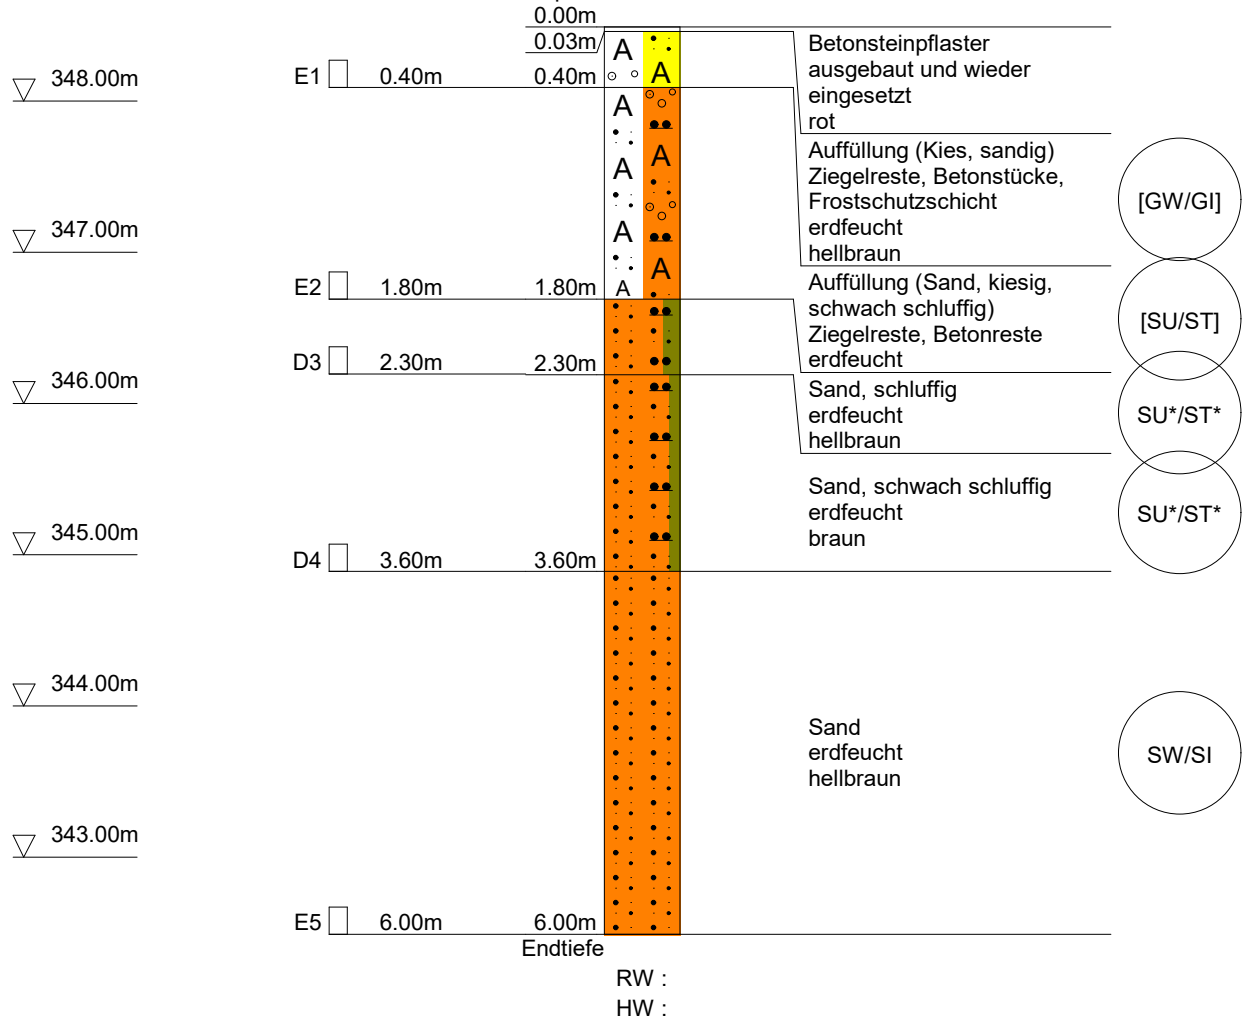 0.00m
0.03m
Betonsteinpflaster
ausgebaut und wieder
eingesetzt
rot
A
A
348.00m
E1
0.40m
0.40m
A
A
A
A
A
A
Auffüllung (Kies, sandig)
Ziegelreste, Betonstücke,
Frostschutzschicht
erdfeucht
hellbraun
[GW/GI]
347.00m
E2
1.80m
1.80m
Auffüllung (Sand, kiesig,
schwach schluffig)
Ziegelreste, Betonreste
erdfeucht
[SU/ST]
D3
2.30m
2.30m
346.00m
Sand, schluffig
erdfeucht
hellbraun
SU*/ST*
Sand, schwach schluffig
erdfeucht
braun
SU*/ST*
345.00m
D4
3.60m
3.60m
344.00m
Sand
erdfeucht
hellbraun
SW/SI
343.00m
E5
6.00m
6.00m
Endtiefe
RW :
HW :